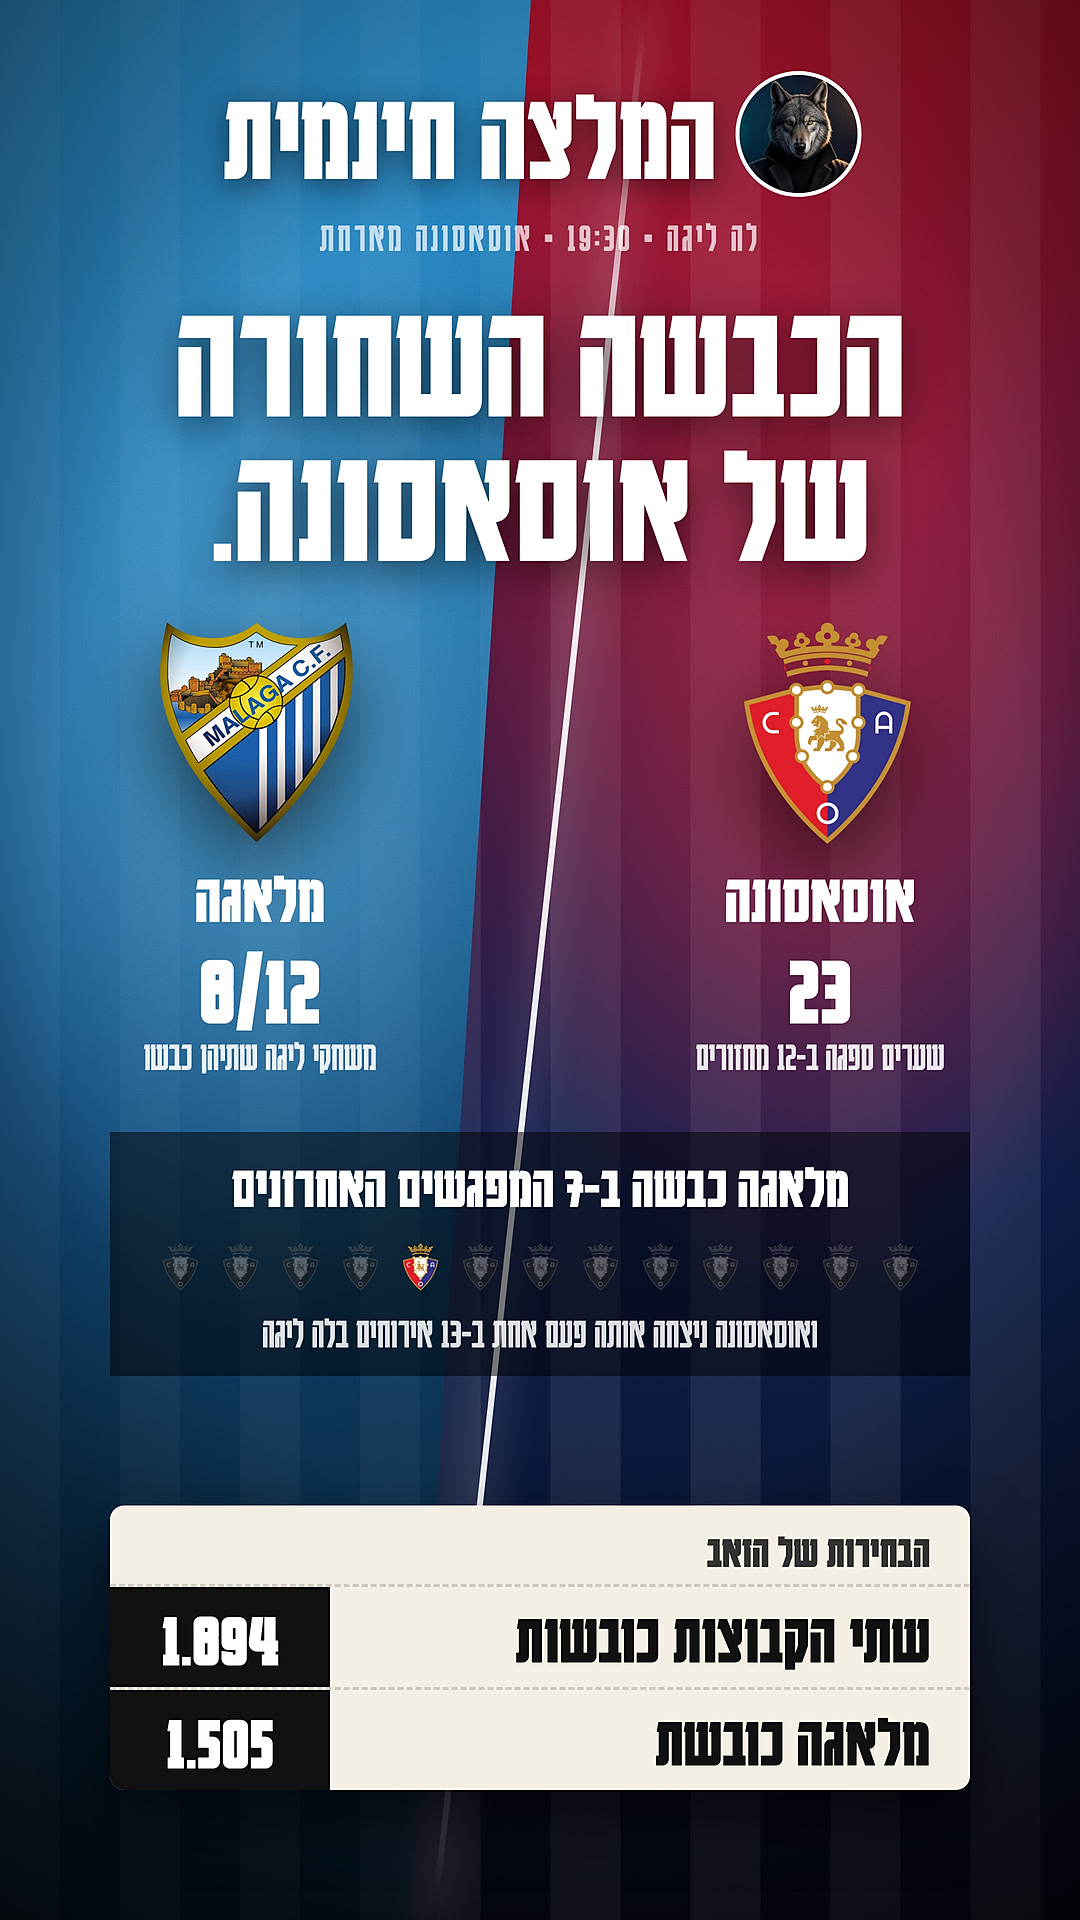 המלצה חינמית
לה ליגה • 19:30 • אוסאסונה מארחת
הכבשה השחורה
של אוסאסונה.
TM
MALAGA C.F.
C A
O
אוסאסונה
23
שערים ספגה ב-12 מחזורים
מלאגה
8/12
משחקי ליגה שתיהן כבשו
מלאגה כבשה ב-7 המפגשים האחרונים
ואוסאסונה ניצחה אותה פעם אחת ב-13 אירוחים בלה ליגה
הבחירות של הזאב
שתי הקבוצות כובשות
1.894
מלאגה כובשת
1.505